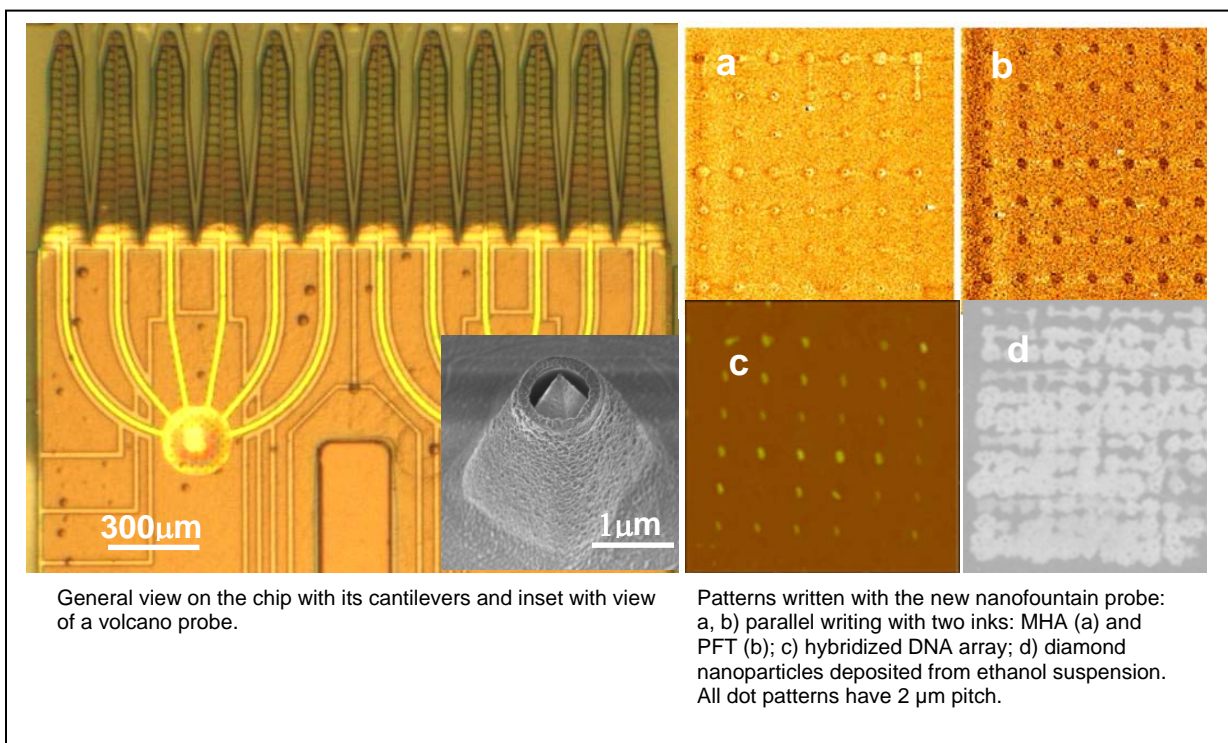 a
b
c
d
300μm
1μm
General view on the chip with its cantilevers and inset with view
of a volcano probe.
Patterns written with the new nanofountain probe:
a, b) parallel writing with two inks: MHA (a) and
PFT (b); c) hybridized DNA array; d) diamond
nanoparticles deposited from ethanol suspension.
All dot patterns have 2 µm pitch.